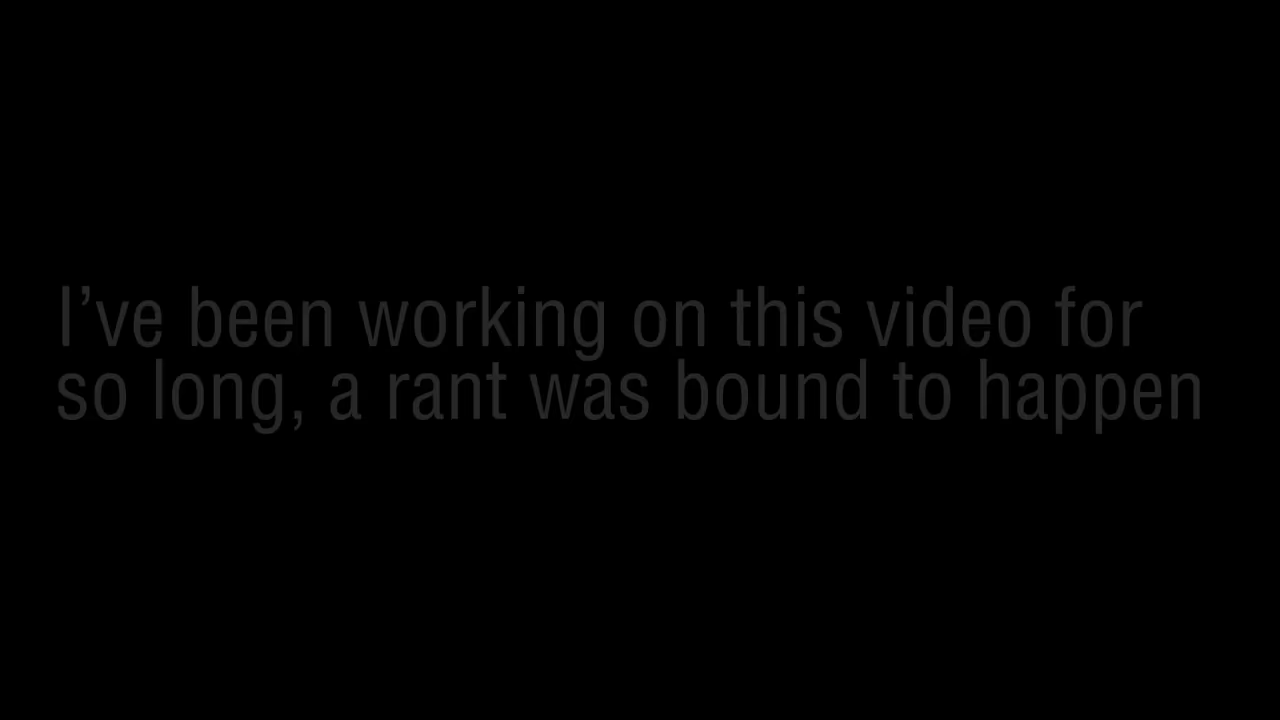 I’ve been working on this video for
so long, a rant was bound to happen